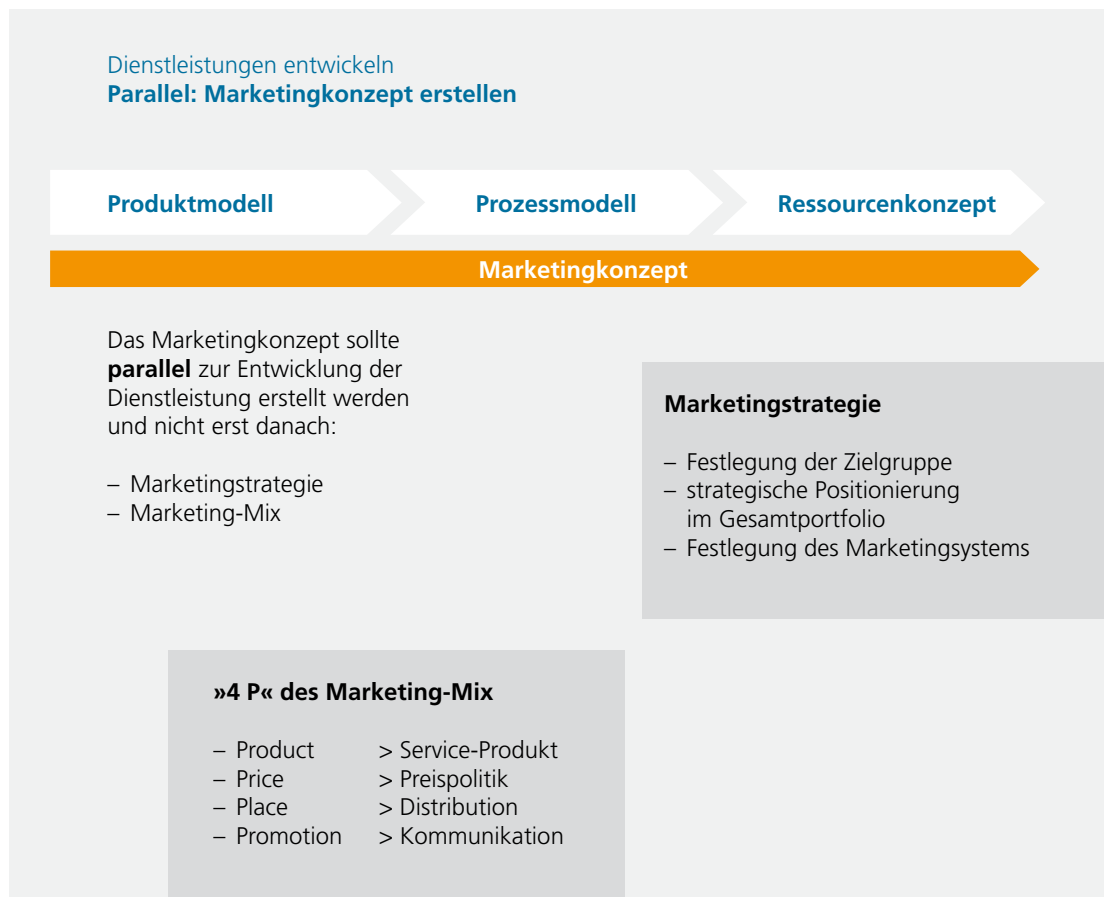 Dienstleistungen entwickeln
Parallel: Marketingkonzept erstellen
Produktmodell
Prozessmodell
Ressourcenkonzept
Marketingkonzept
Das Marketingkonzept sollte
parallel zur Entwicklung der
Dienstleistung erstellt werden
und nicht erst danach:
– Marketingstrategie
– Marketing-Mix
Marketingstrategie
– Festlegung der Zielgruppe
– strategische Positionierung
im Gesamtportfolio
– Festlegung des Marketingsystems
»4 P« des Marketing-Mix
– Product > Service-Produkt
– Price > Preispolitik
– Place > Distribution
– Promotion > Kommunikation